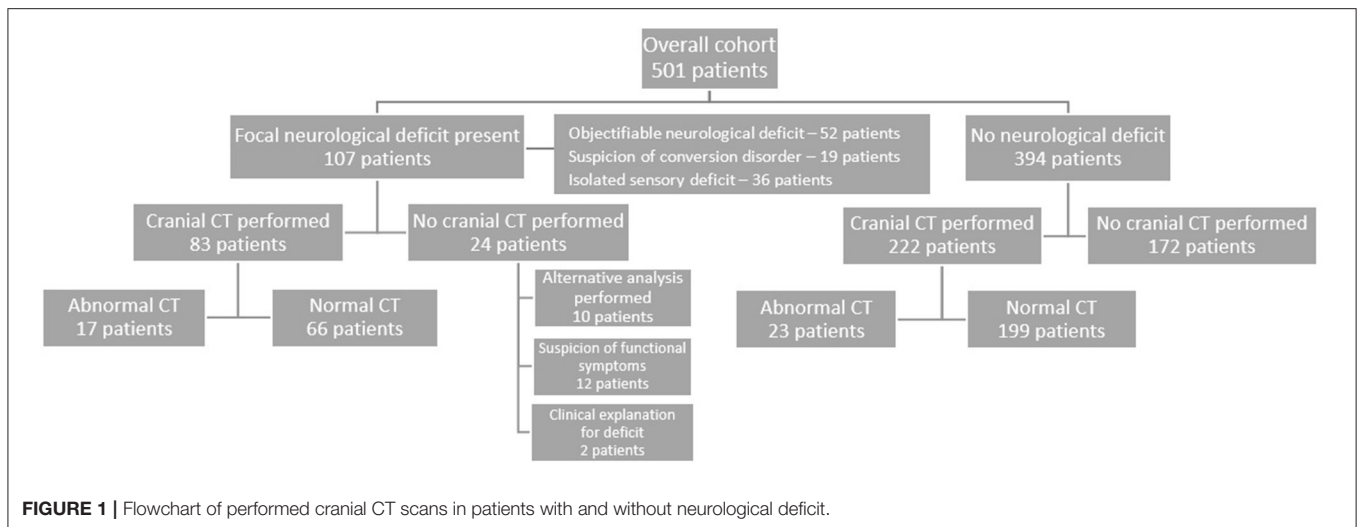 Overall cohort
501 patients
Focal neurological deficit present
107 patients
Objectifiable neurological deficit – 52 patients
Suspicion of conversion disorder – 19 patients
Isolated sensory deficit – 36 patients
No neurological deficit
394 patients
Cranial CT performed
83 patients
No cranial CT performed
24 patients
Cranial CT performed
222 patients
No cranial CT performed
172 patients
Abnormal CT
17 patients
Normal CT
66 patients
Alternative analysis
performed
10 patients
Suspicion of functional
symptoms
12 patients
Clinical explanation
for deficit
2 patients
Abnormal CT
23 patients
Normal CT
199 patients
FIGURE 1 | Flowchart of performed cranial CT scans in patients with and without neurological deficit.